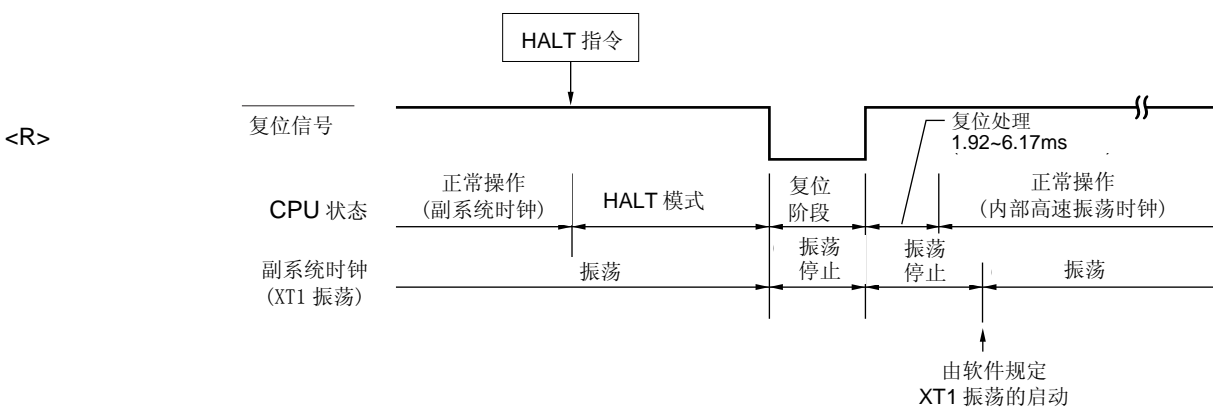 HALT 指令
<R>
复位信号
复位处理
1.92~6.17ms
CPU 状态
正常操作
(副系统时钟)
HALT 模式
复位
阶段
正常操作
(内部高速振荡时钟)
副系统时钟
(XT1 振荡)
振荡
振荡
停止
振荡
停止
振荡
由软件规定
XT1 振荡的启动